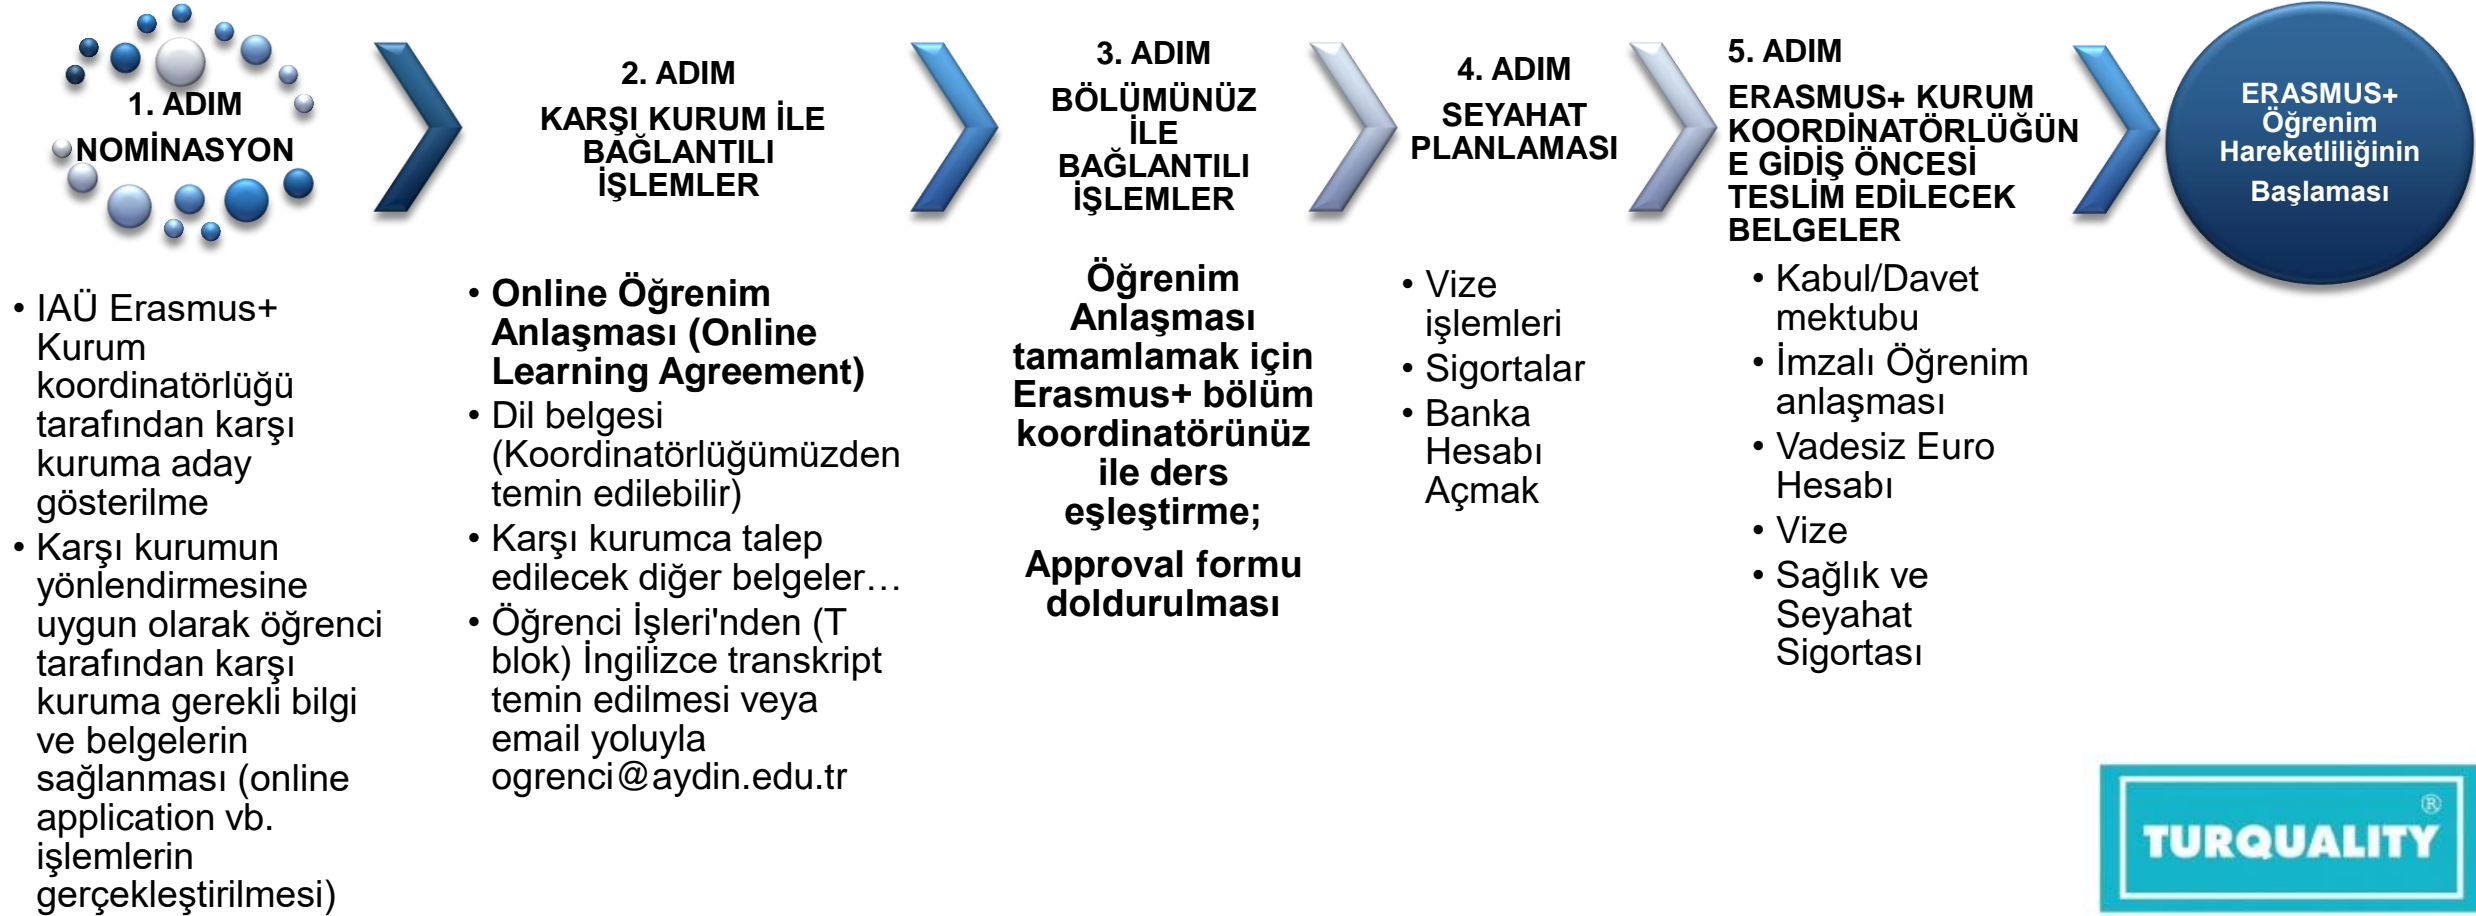 1. ADIM
NOMİNASYON
• IAÜ Erasmus+
Kurum
koordinatörlüğü
tarafından karşı
kuruma aday
gösterilme
• Karşı kurumun
yönlendirmesine
uygun olarak öğrenci
tarafından karşı
kuruma gerekli bilgi
ve belgelerin
sağlanması (online
application vb.
işlemlerin
gerçekleştirilmesi)
2. ADIM
KARŞI KURUM İLE
BAĞLANTILI
İŞLEMLER
• Online Öğrenim
Anlaşması (Online
Learning Agreement)
• Dil belgesi
(Koordinatörlüğümüzden
temin edilebilir)
• Karşı kurumca talep
edilecek diğer belgeler…
• Öğrenci İşleri'nden (T
blok) İngilizce transkript
temin edilmesi veya
email yoluyla
ogrenci@aydin.edu.tr
3. ADIM
BÖLÜMÜNÜZ
İLE
BAĞLANTILI
İŞLEMLER
Öğrenim
Anlaşması
tamamlamak için
Erasmus+ bölüm
koordinatörünüz
ile ders
eşleştirme;
Approval formu
doldurulması
4. ADIM
SEYAHAT
PLANLAMASI
• Vize
işlemleri
• Sigortalar
• Banka
Hesabı
Açmak
5. ADIM
ERASMUS+ KURUM
KOORDİNATÖRLÜĞÜN
E GİDİŞ ÖNCESİ
TESLİM EDİLECEK
BELGELER
• Kabul/Davet
mektubu
• İmzalı Öğrenim
anlaşması
• Vadesiz Euro
Hesabı
• Vize
• Sağlık ve
Seyahat
Sigortası
ERASMUS+
Öğrenim
Hareketliliğinin
Başlaması
TURQUALITY®